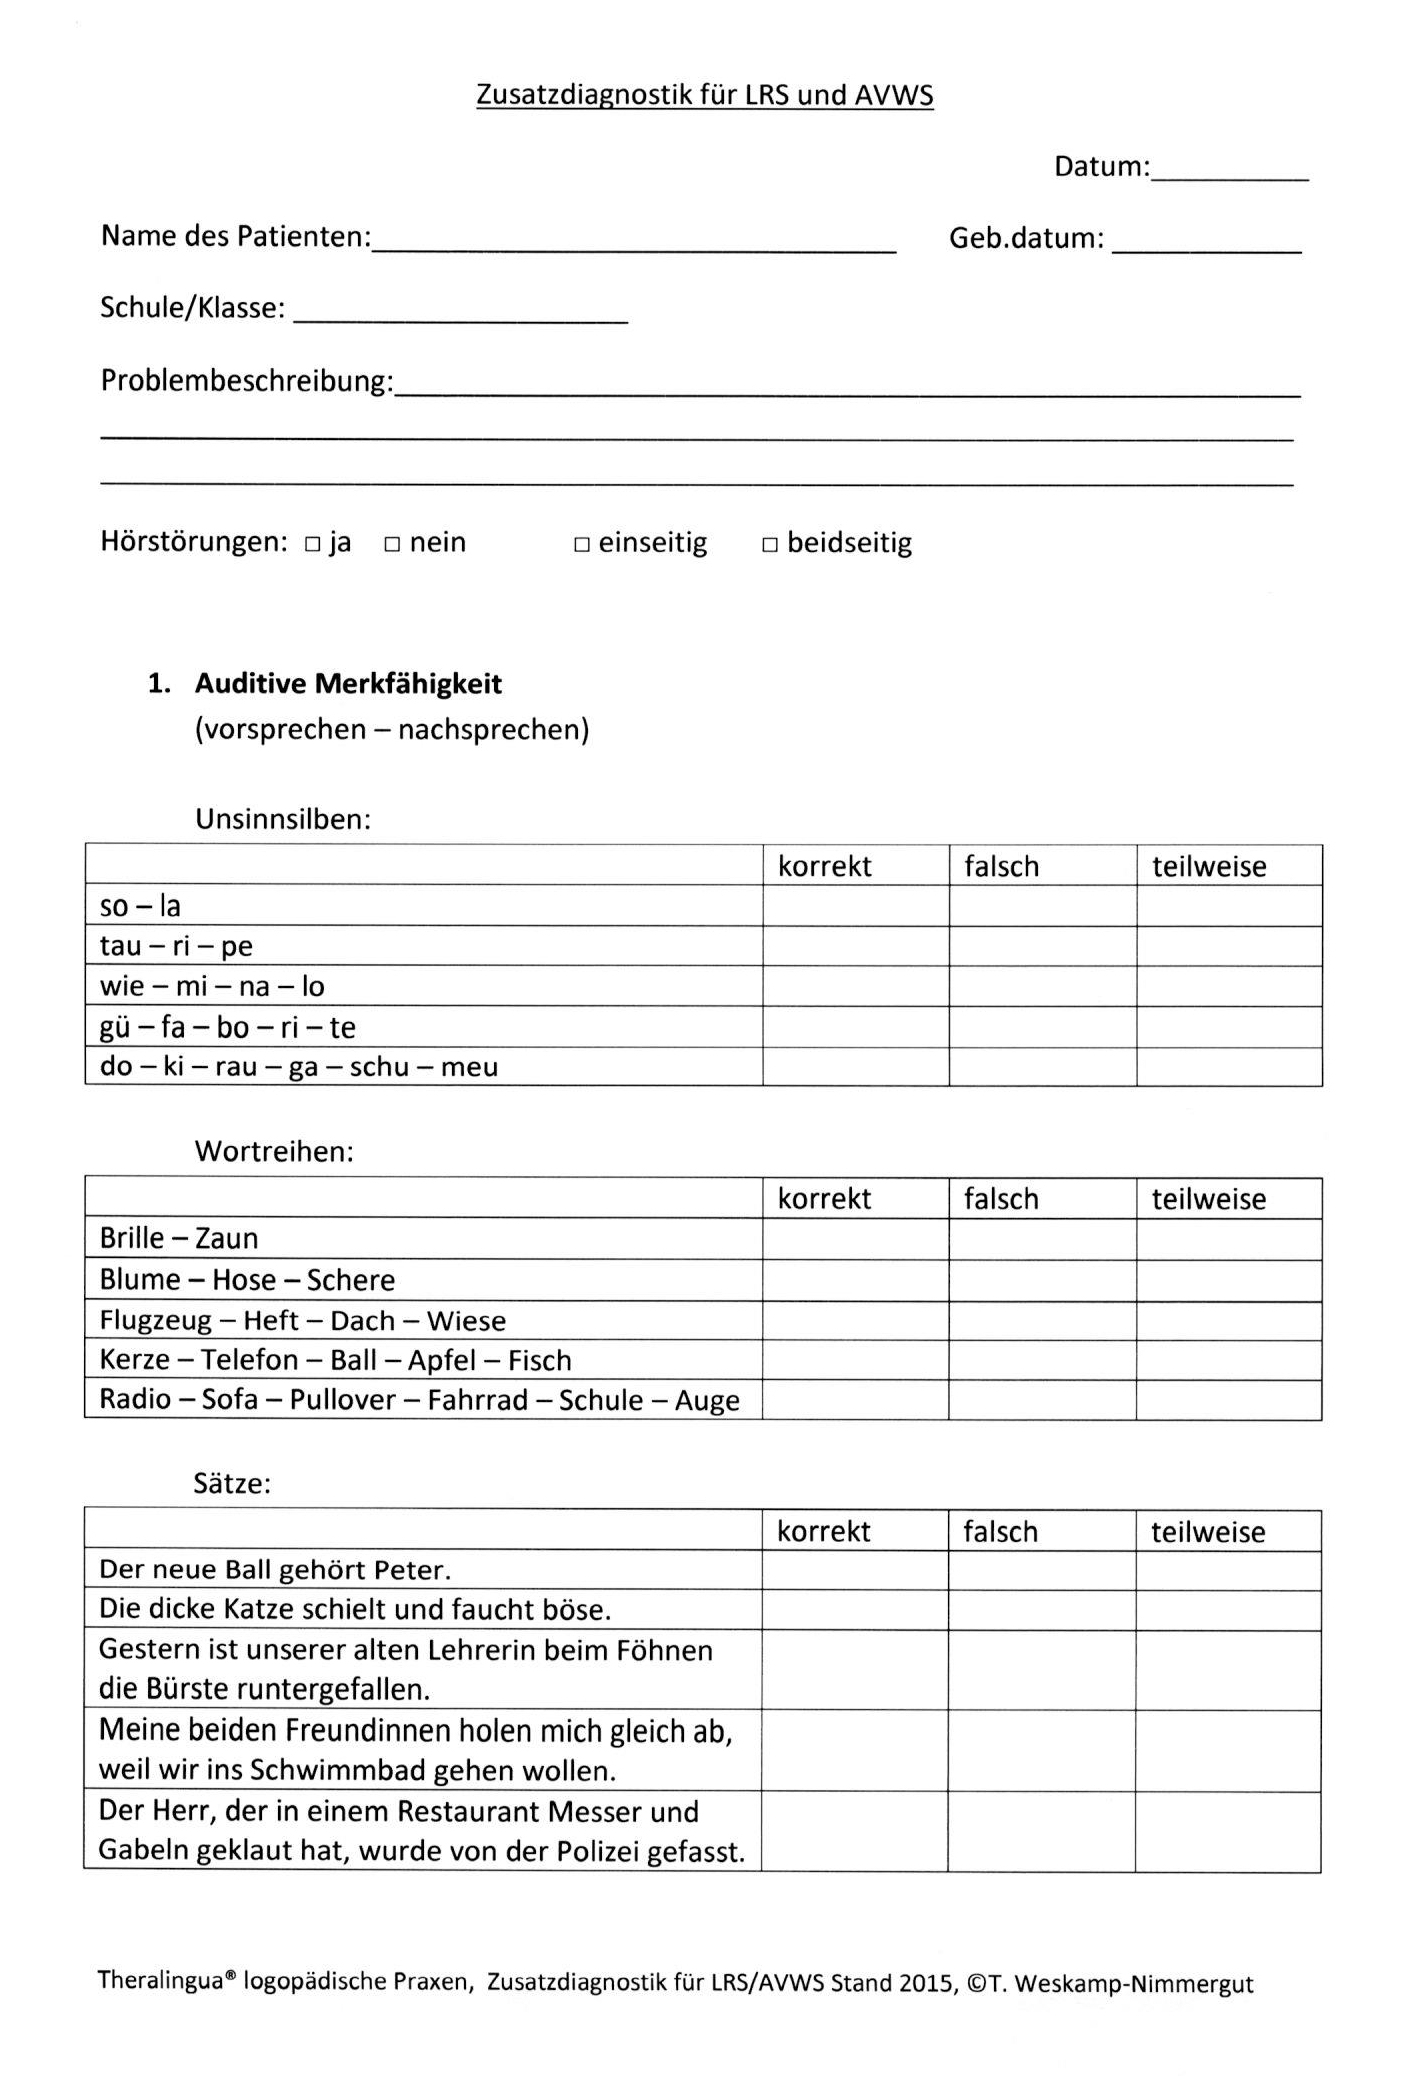 Zusatzdiagnostik für LRS und AVWS
Datum:__________
Name des Patienten:__________ Geb.datum: __________
Schule/Klasse: __________
Problembeschreibung:__________
Hörstörungen: □ ja □ nein □ einseitig □ beidseitig
1. Auditive Merkfähigkeit
(vorsprechen – nachsprechen)
Unsinnsilben:
korrekt falsch teilweise
so – la
tau – ri – pe
wie – mi – na – lo
gü – fa – bo – ri – te
do – ki – rau – ga – schu – meu
Wortreihen:
korrekt falsch teilweise
Brille – Zaun
Blume – Hose – Schere
Flugzeug – Heft – Dach – Wiese
Kerze – Telefon – Ball – Apfel – Fisch
Radio – Sofa – Pullover – Fahrrad – Schule – Auge
Sätze:
korrekt falsch teilweise
Der neue Ball gehört Peter.
Die dicke Katze schielt und faucht böse.
Gestern ist unserer alten Lehrerin beim Föhnen
die Bürste runtergefallen.
Meine beiden Freundinnen holen mich gleich ab,
weil wir ins Schwimmbad gehen wollen.
Der Herr, der in einem Restaurant Messer und
Gabeln geklaut hat, wurde von der Polizei gefasst.
Theralingua® logopädische Praxen, Zusatzdiagnostik für LRS/AVWS Stand 2015, ©T. Weskamp-Nimmergut